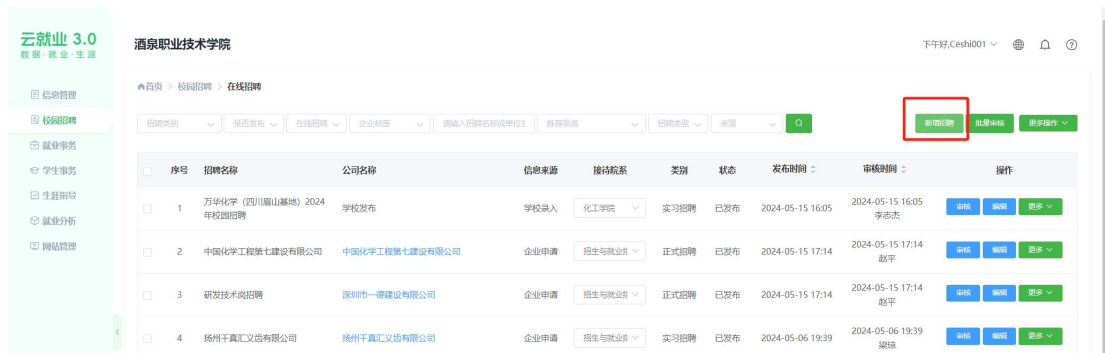 云就业 3.0
数据·就业·生涯
酒泉职业技术学院
下午好,Ceshi001
信息管理
校园招聘
就业事务
学生事务
生涯指导
就业分析
网站管理
首页 > 校园招聘 > 在线招聘
招聘类别 是否发布 在线招聘 企业标签 请输入招聘名称或单位名 推荐渠道 招聘类型 来源
新增招聘 批量审核 更多操作
序号 招聘名称 公司名称 信息来源 接待院系 类别 状态 发布时间 审核时间 操作
1 万华化学（四川眉山基地）2024年校园招聘 学校发布 学校录入 化工学院 实习招聘 已发布 2024-05-15 16:05 2024-05-15 16:05 李志杰 审核 编辑 更多
2 中国化学工程第七建设有限公司 中国化学工程第七建设有限公司 企业申请 招生与就业 正式招聘 已发布 2024-05-15 17:14 2024-05-15 17:14 赵平 审核 编辑 更多
3 研发技术岗招聘 深圳市一德建设有限公司 企业申请 招生与就业 正式招聘 已发布 2024-05-15 17:14 2024-05-15 17:14 赵平 审核 编辑 更多
4 扬州千真汇义齿有限公司 扬州千真汇义齿有限公司 企业申请 招生与就业 实习招聘 已发布 2024-05-06 19:39 2024-05-06 19:39 梁琼 审核 编辑 更多